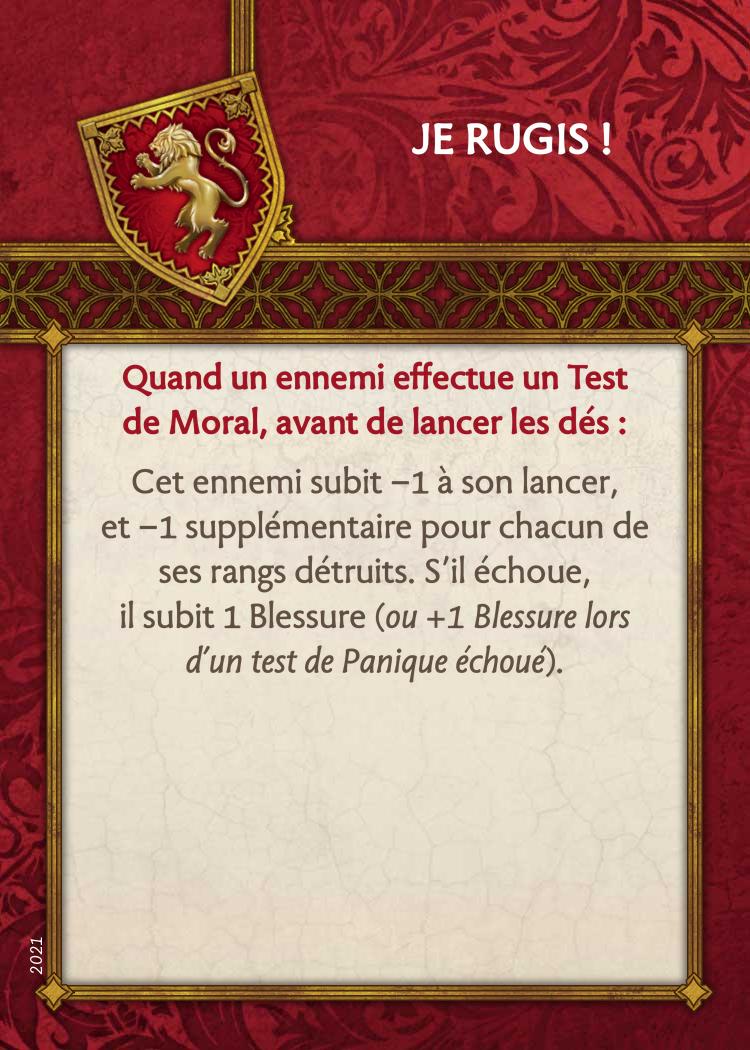 JE RUGIS !
Quand un ennemi effectue un Test
de Moral, avant de lancer les dés :
Cet ennemi subit –1 à son lancer,
et –1 supplémentaire pour chacun de
ses rangs détruits. S’il échoue,
il subit 1 Blessure (ou +1 Blessure lors
d’un test de Panique échoué).
2021